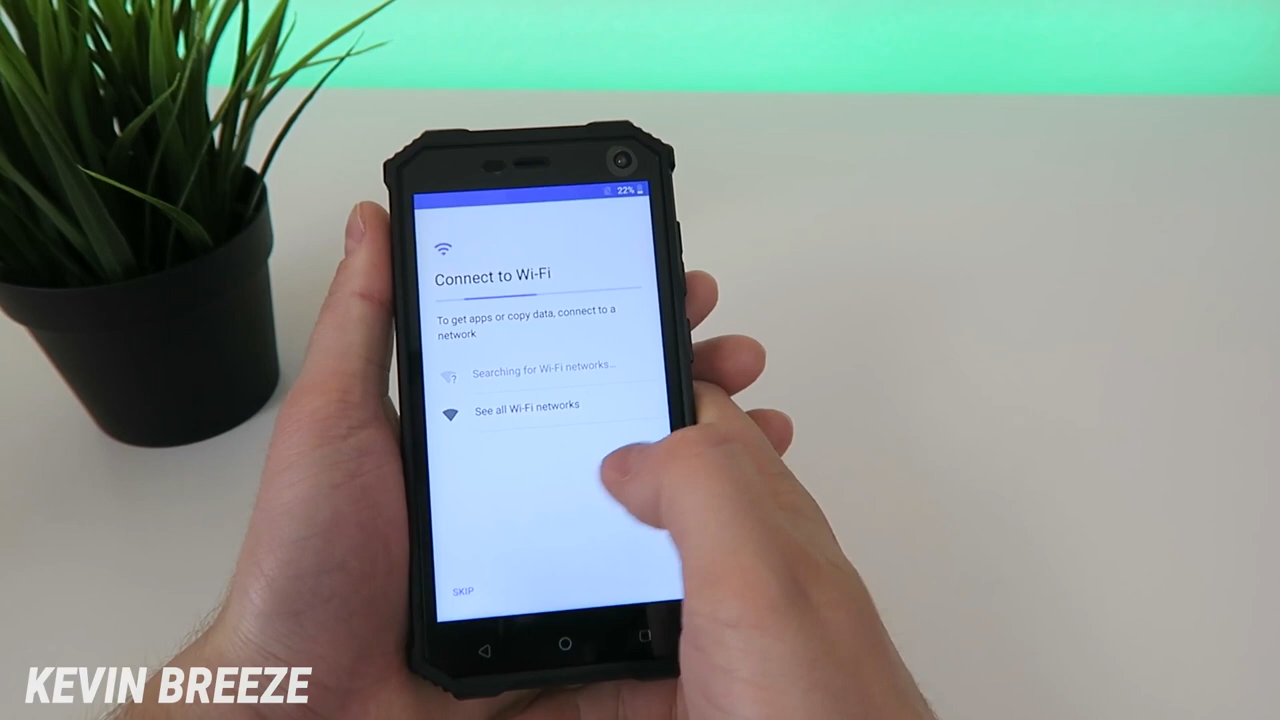 22%
Connect to Wi-Fi
To get apps or copy data, connect to a
network
Searching for Wi-Fi networks...
See all Wi-Fi networks
SKIP
KEVIN BREEZE